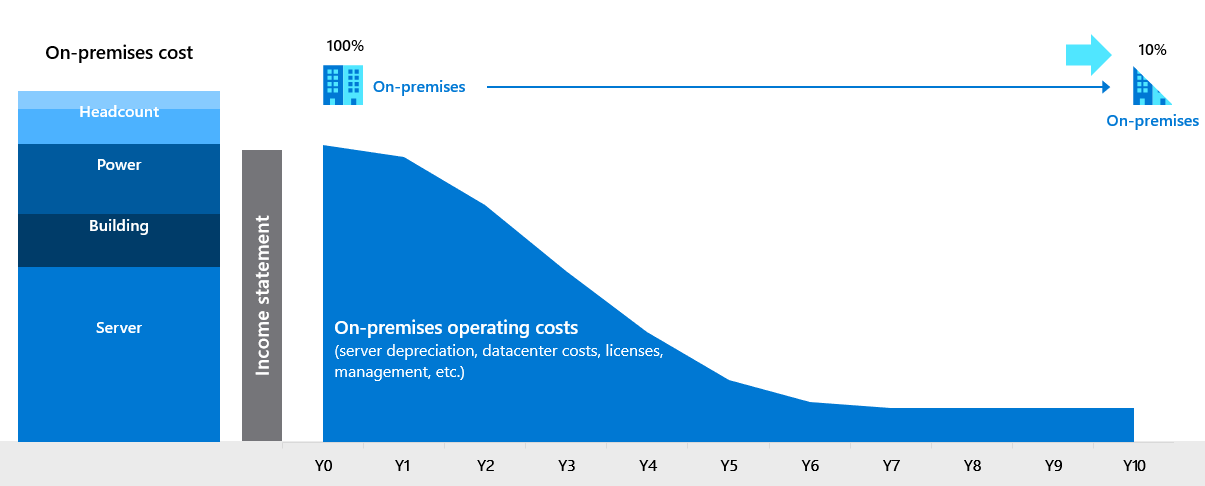 On-premises cost
Headcount
Power
Building
Server
Income statement
100%
On-premises
10%
On-premises
On-premises operating costs
(server depreciation, datacenter costs, licenses,
management, etc.)
Y0 Y1 Y2 Y3 Y4 Y5 Y6 Y7 Y8 Y9 Y10